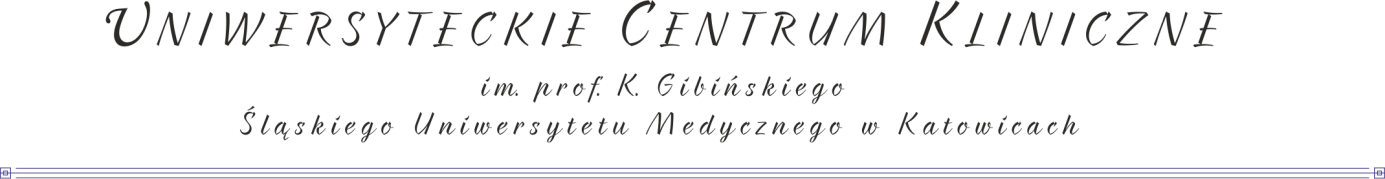 UNIWERSYTECKIE CENTRUM KLINICZNE
im. prof. K. Gibińskiego
Śląskiego Uniwersytetu Medycznego w Katowicach